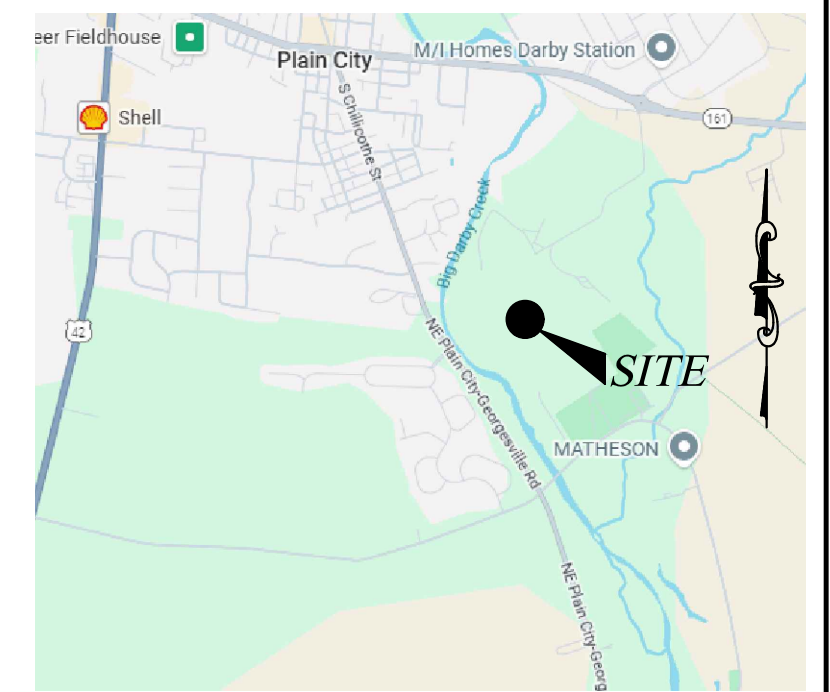 eer Fieldhouse
Plain City
M/I Homes Darby Station
Shell
S Chillicothe St
161
Big Darby Creek
42
NE Plain City-Georgesville Rd
SITE
MATHESON
NE Plain City-Georg